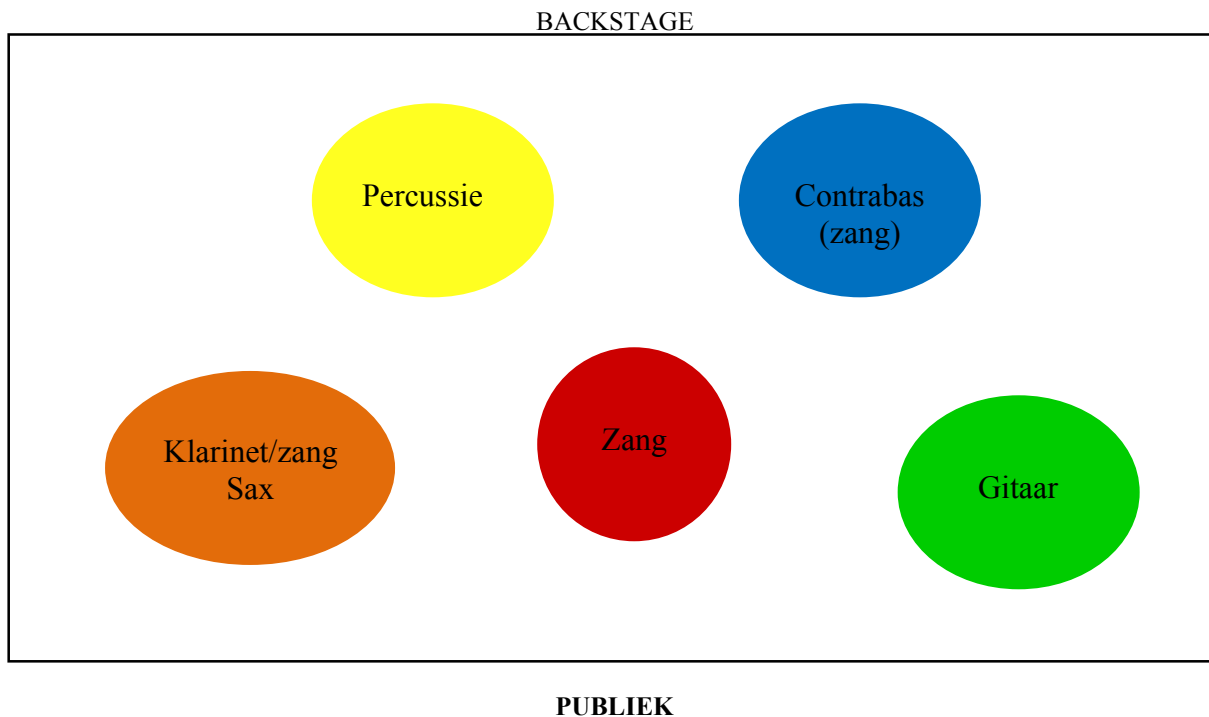 BACKSTAGE
Percussie
Contrabas
(zang)
Klarinet/zang
Sax
Zang
Gitaar
PUBLIEK